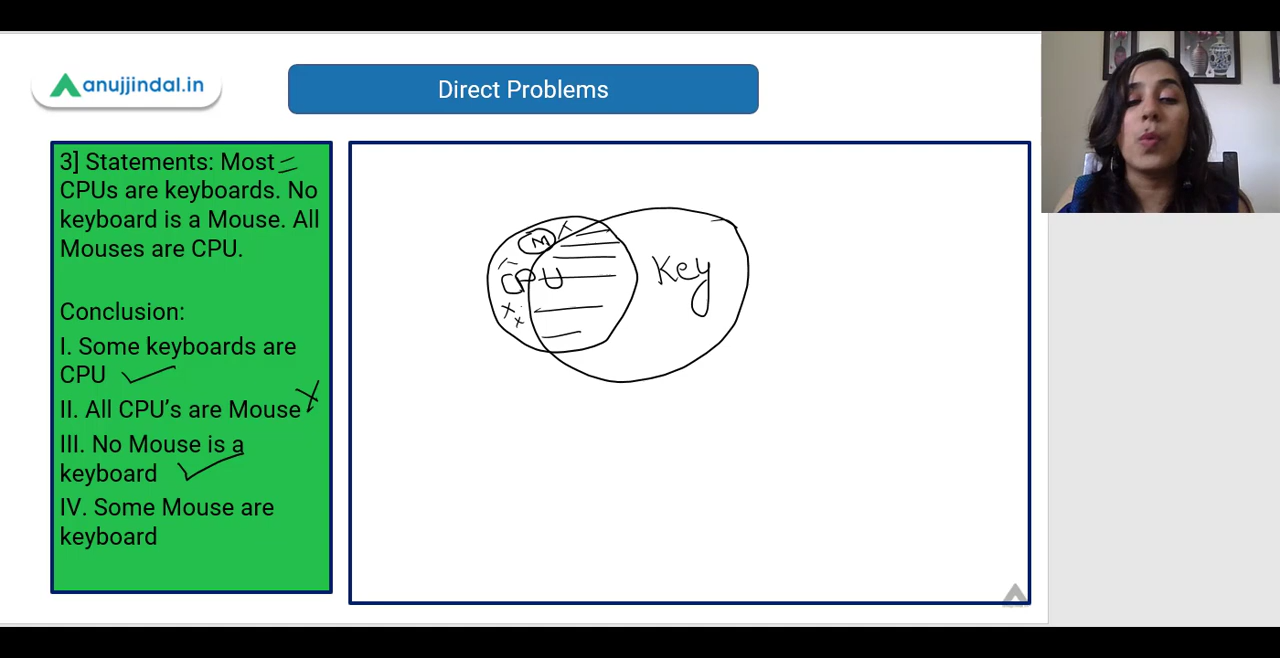 anujjindal.in
Direct Problems
3] Statements: Most
CPUs are keyboards. No
keyboard is a Mouse. All
Mouses are CPU.
Conclusion:
I. Some keyboards are
CPU
II. All CPU's are Mouse
III. No Mouse is a
keyboard
IV. Some Mouse are
keyboard
M
CPU
Key